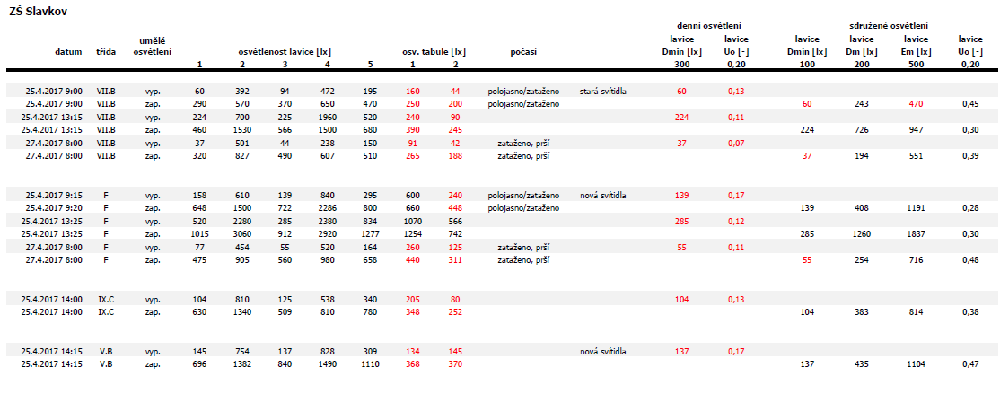 ZŠ Slavkov
denní osvětlení sdružené osvětlení
umělé lavice lavice lavice lavice lavice lavice
datum třída osvětlení osvětlenost lavice [lx] osv. tabule [lx] počasí Dmin [lx] Uo [-] Dmin [lx] Dm [lx] Em [lx] Uo [-]
1 2 3 4 5 1 2 300 0,20 100 200 500 0,20
25.4.2017 9:00 VII.B vyp. 60 392 94 472 195 160 44 polojasno/zataženo stará svítidla 60 0,13
25.4.2017 9:00 VII.B zap. 290 570 370 650 470 250 200 polojasno/zataženo 60 243 470 0,45
25.4.2017 13:15 VII.B vyp. 224 700 225 1960 520 240 90 224 0,11
25.4.2017 13:15 VII.B zap. 460 1530 566 1500 680 390 245 224 726 947 0,30
27.4.2017 8:00 VII.B vyp. 37 501 44 238 150 91 42 zataženo, prší 37 0,07
27.4.2017 8:00 VII.B zap. 320 827 490 607 510 265 188 zataženo, prší 37 194 551 0,39
25.4.2017 9:15 F vyp. 158 610 139 840 295 600 240 polojasno/zataženo nová svítidla 139 0,17
25.4.2017 9:20 F zap. 648 1500 722 2286 800 660 448 polojasno/zataženo 139 408 1191 0,28
25.4.2017 13:25 F vyp. 520 2280 285 2380 834 1070 566 285 0,12
25.4.2017 13:25 F zap. 1015 3060 912 2920 1277 1254 742 285 1260 1837 0,30
27.4.2017 8:00 F vyp. 77 454 55 520 164 260 125 zataženo, prší 55 0,11
27.4.2017 8:00 F zap. 475 905 560 980 658 440 311 zataženo, prší 55 254 716 0,48
25.4.2017 14:00 IX.C vyp. 104 810 125 538 340 205 80 104 0,13
25.4.2017 14:00 IX.C zap. 630 1340 509 810 780 348 252 104 383 814 0,38
25.4.2017 14:15 V.B vyp. 145 754 137 828 309 134 145 nová svítidla 137 0,17
25.4.2017 14:15 V.B zap. 696 1382 840 1490 1110 368 370 137 435 1104 0,47